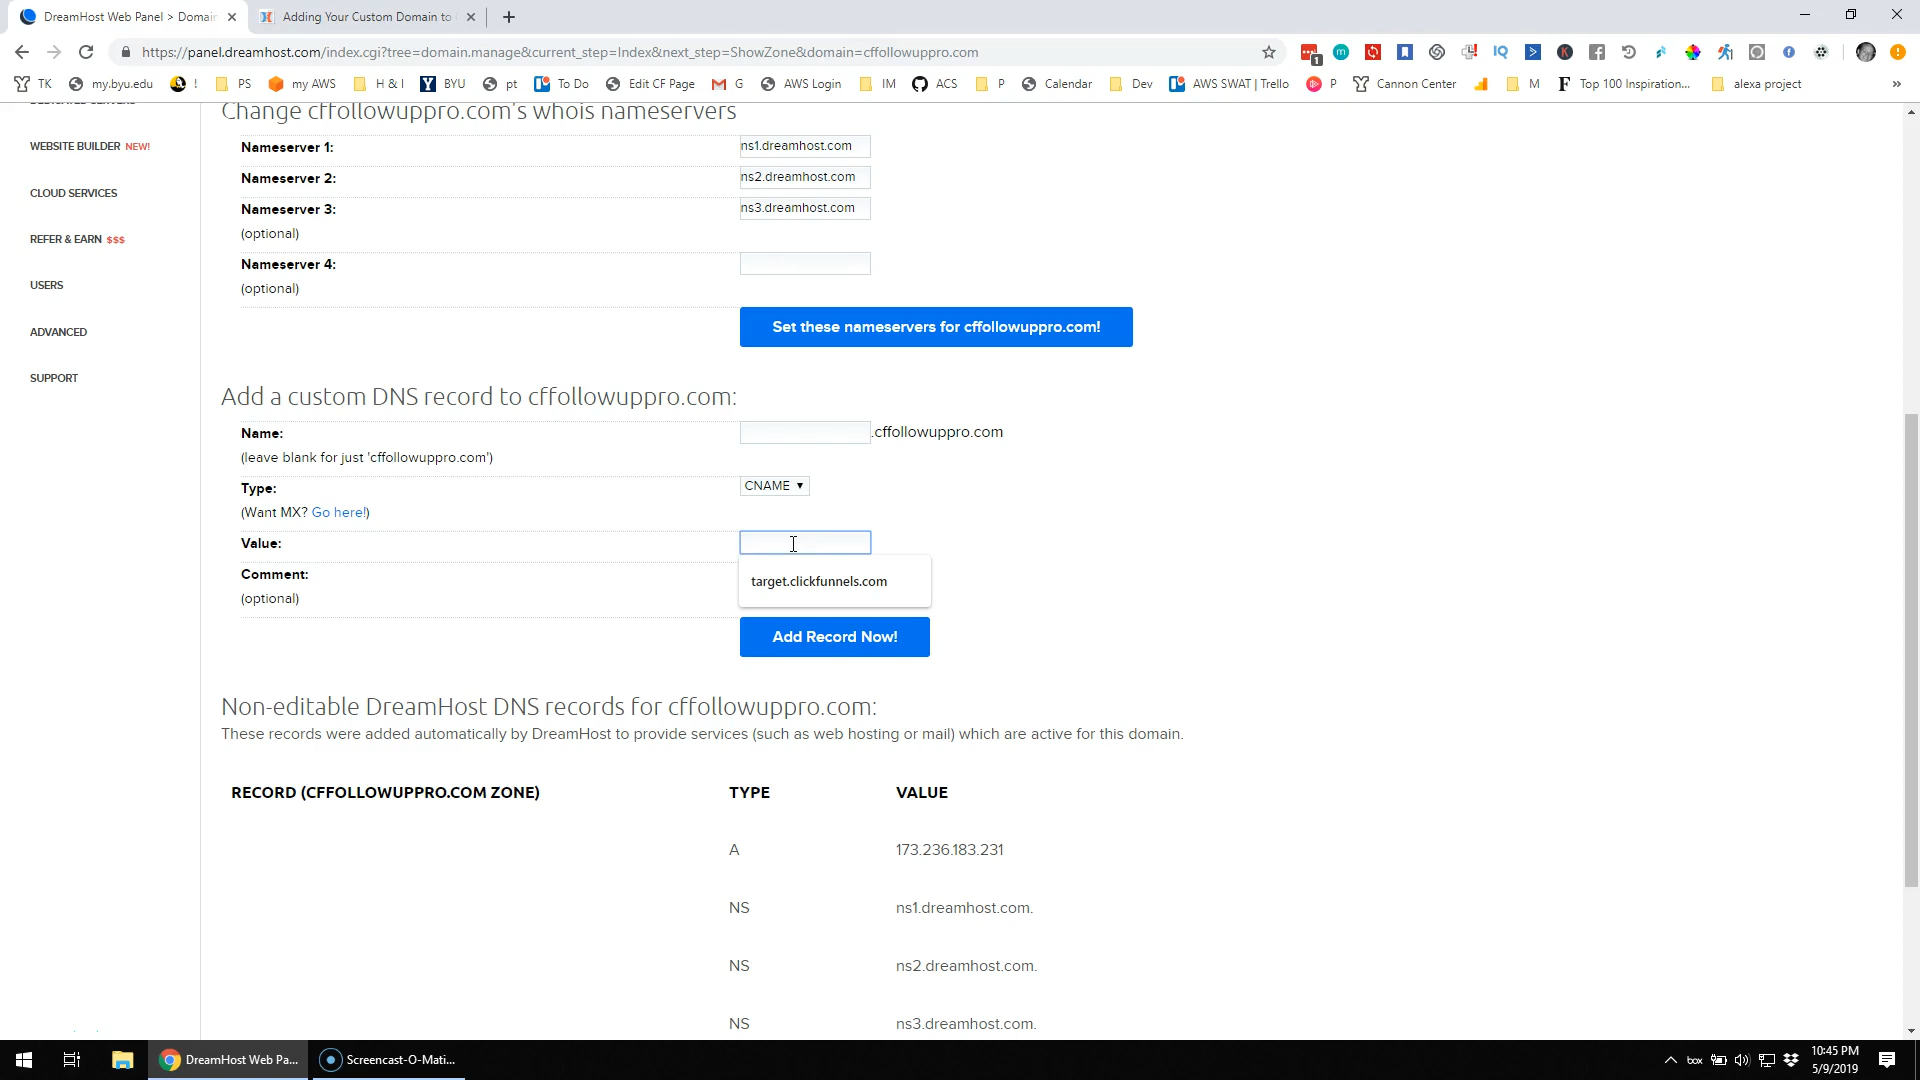 DreamHost Web Panel > Domain
Adding Your Custom Domain to
https://panel.dreamhost.com/index.cgi?tree=domain.manage&current_step=Index&next_step=ShowZone&domain=cffollowuppro.com
TK
my.byu.edu
!
PS
my AWS
H & I
BYU
pt
To Do
Edit CF Page
G
AWS Login
IM
ACS
P
Calendar
Dev
AWS SWAT | Trello
P
Cannon Center
M
Top 100 Inspiration...
alexa project
»
DEDICATED SERVERS
WEBSITE BUILDER NEW!
CLOUD SERVICES
REFER & EARN $$$
USERS
ADVANCED
SUPPORT
Change cffollowuppro.com's whois nameservers
Nameserver 1:
ns1.dreamhost.com
Nameserver 2:
ns2.dreamhost.com
Nameserver 3:
ns3.dreamhost.com
(optional)
Nameserver 4:
(optional)
Set these nameservers for cffollowuppro.com!
Add a custom DNS record to cffollowuppro.com:
Name:
.cffollowuppro.com
(leave blank for just 'cffollowuppro.com')
Type:
CNAME
(Want MX? Go here!)
Value:
Comment:
target.clickfunnels.com
(optional)
Add Record Now!
Non-editable DreamHost DNS records for cffollowuppro.com:
These records were added automatically by DreamHost to provide services (such as web hosting or mail) which are active for this domain.
RECORD (CFFOLLOWUPPRO.COM ZONE)
TYPE
VALUE
A
173.236.183.231
NS
ns1.dreamhost.com.
NS
ns2.dreamhost.com.
NS
ns3.dreamhost.com.
DreamHost Web Pa...
Screencast-O-Mati...
box
10:45 PM
5/9/2019